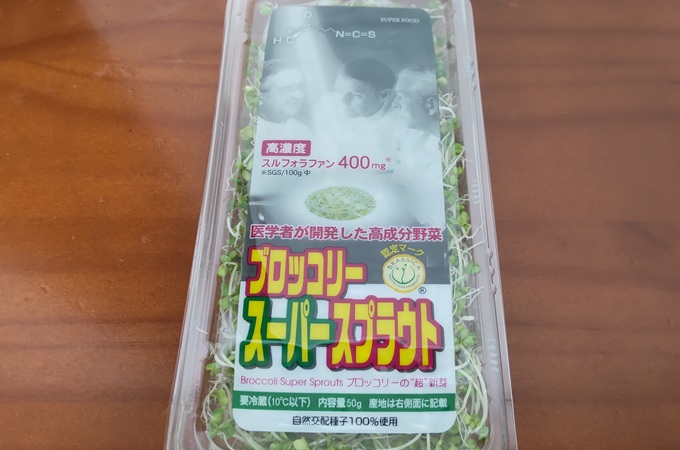 SUPER FOOD
H₃C
N=C=S
高濃度
スルフォラファン 400mg※
※SGS/100g中
医学者が開発した高成分野菜
認定マーク
BRASSICA
ブロッコリー
スーパースプラウト®
Broccoli Super Sprouts ブロッコリーの"超"新芽
要冷蔵(10℃以下) 内容量50g 産地は右側面に記載
自然交配種子100%使用